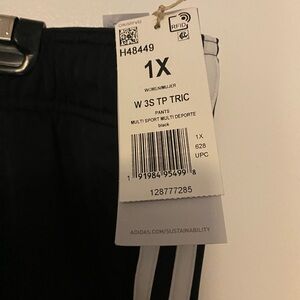 RFID
H48449
1X
WOMEN/MUJER
W 3S TP TRIC
PANTS
MULTI SPORT MULTI DEPORTE
black
1X
628
UPC
1 91984 95499 8
128777285
ADIDAS.COM/SUSTAINABILITY